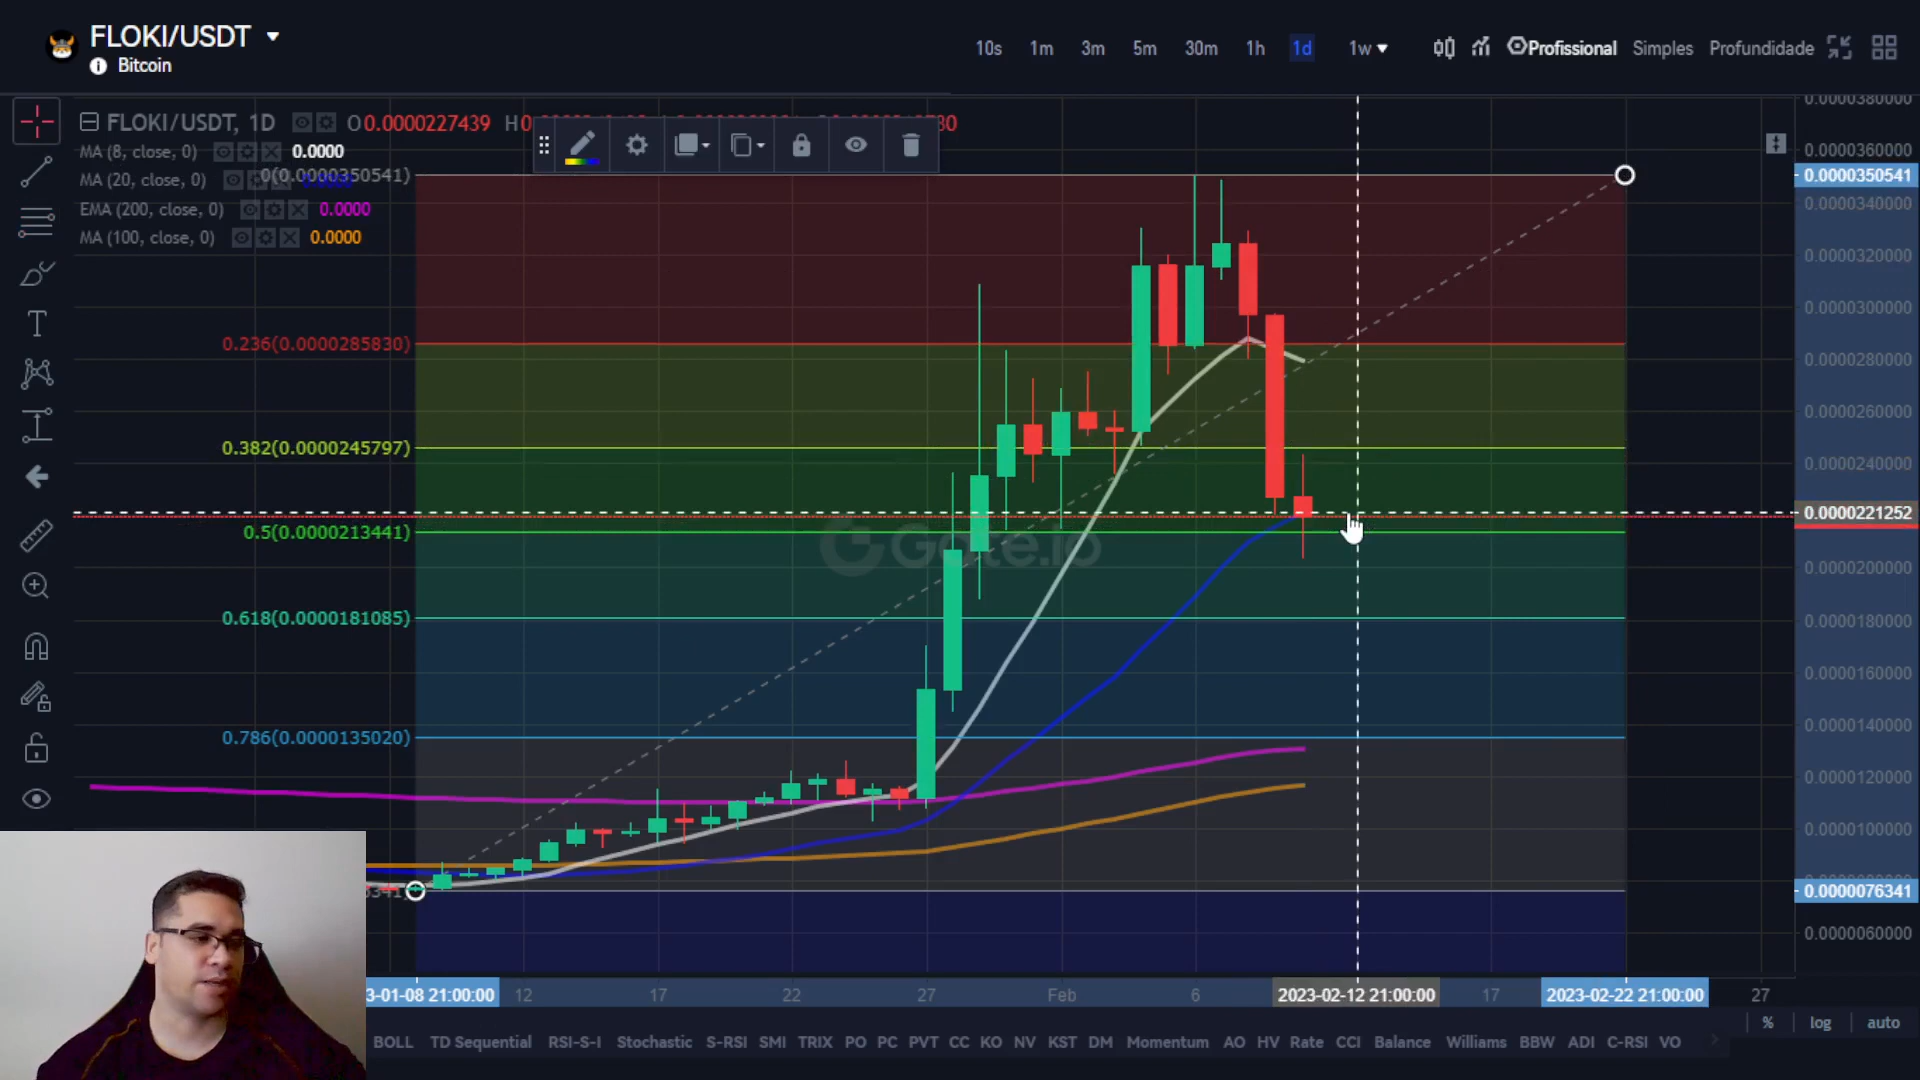 FLOKI/USDT
Bitcoin
10s 1m 3m 5m 30m 1h 1d 1w Profissional Simples Profundidade
FLOKI/USDT, 1D O0.0000227439 H0
MA (8, close, 0) 0.0000
MA (20, close, 0)
EMA (200, close, 0) 0.0000
MA (100, close, 0) 0.0000
0(0.0000350541)
0.236(0.0000285830)
0.382(0.0000245797)
0.5(0.0000213441)
0.618(0.0000181085)
0.786(0.0000135020)
Gate.io
0.0000380000
0.0000360000
0.0000350541
0.0000340000
0.0000320000
0.0000300000
0.0000280000
0.0000260000
0.0000240000
0.0000221252
0.0000200000
0.0000180000
0.0000160000
0.0000140000
0.0000120000
0.0000100000
0.0000076341
0.0000060000
3-01-08 21:00:00 12 17 22 27 Feb 6 2023-02-12 21:00:00 17 2023-02-22 21:00:00 27
% log auto
BOLL TD Sequential RSI-S-I Stochastic S-RSI SMI TRIX PO PC PVT CC KO NV KST DM Momentum AO HV Rate CCI Balance Williams BBW ADI C-RSI VO